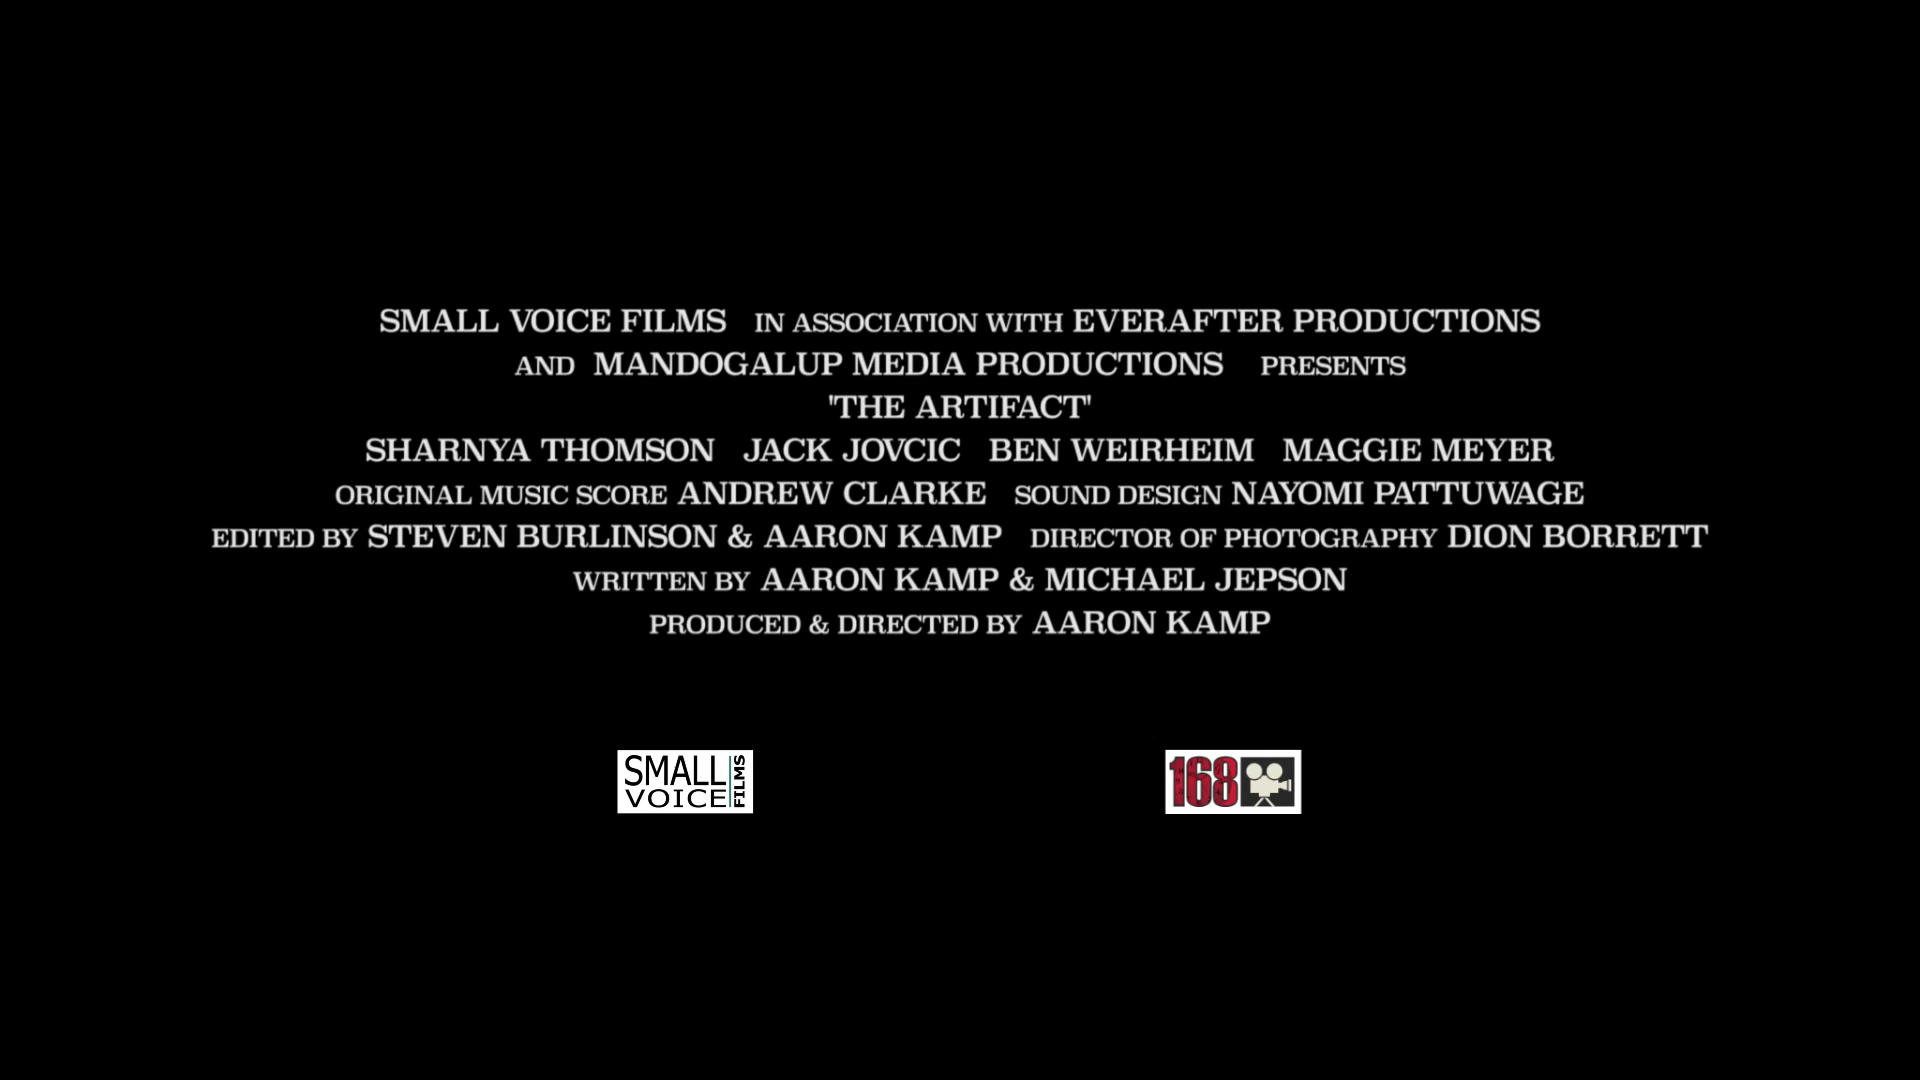 SMALL VOICE FILMS IN ASSOCIATION WITH EVERAFTER PRODUCTIONS
AND MANDOGALUP MEDIA PRODUCTIONS PRESENTS
'THE ARTIFACT'
SHARNYA THOMSON JACK JOVCIC BEN WEIRHEIM MAGGIE MEYER
ORIGINAL MUSIC SCORE ANDREW CLARKE SOUND DESIGN NAYOMI PATTUWAGE
EDITED BY STEVEN BURLINSON & AARON KAMP DIRECTOR OF PHOTOGRAPHY DION BORRETT
WRITTEN BY AARON KAMP & MICHAEL JEPSON
PRODUCED & DIRECTED BY AARON KAMP
SMALL
VOICE
FILMS
168